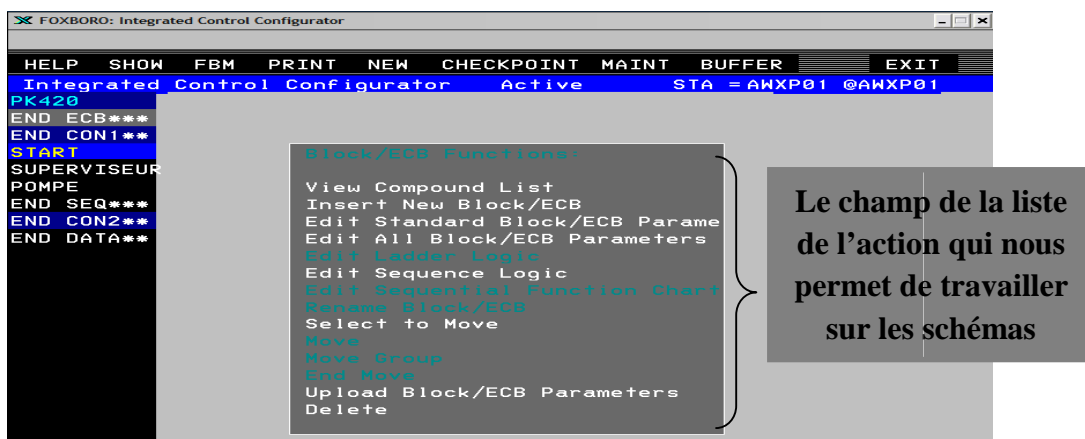 FOXBORO: Integrated Control Configurator
HELP SHOW FBM PRINT NEW CHECKPOINT MAINT BUFFER EXIT
Integrated Control Configurator Active STA = AWXP01 @AWXP01
PK420
END ECB***
END CON1**
START
SUPERVISEUR
POMPE
END SEQ***
END CON2**
END DATA**
Block/ECB Functions:
View Compound List
Insert New Block/ECB
Edit Standard Block/ECB Parame
Edit All Block/ECB Parameters
Edit Ladder Logic
Edit Sequence Logic
Edit Sequential Function Chart
Rename Block/ECB
Select to Move
Move
Move Group
End Move
Upload Block/ECB Parameters
Delete
Le champ de la liste
de l’action qui nous
permet de travailler
sur les schémas